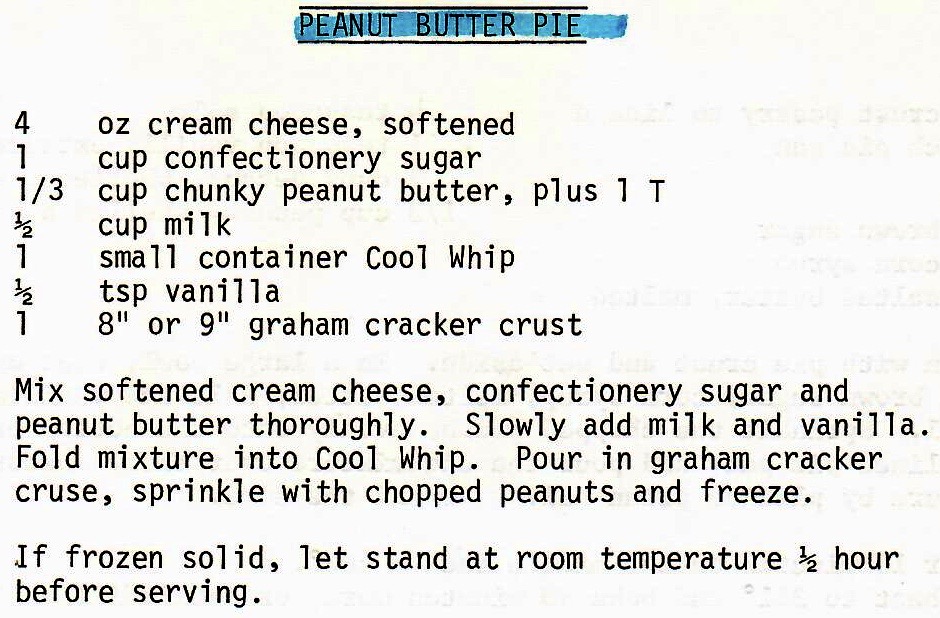 PEANUT BUTTER PIE
4 oz cream cheese, softened
1 cup confectionery sugar
1/3 cup chunky peanut butter, plus 1 T
½ cup milk
1 small container Cool Whip
½ tsp vanilla
1 8" or 9" graham cracker crust
Mix softened cream cheese, confectionery sugar and
peanut butter thoroughly. Slowly add milk and vanilla.
Fold mixture into Cool Whip. Pour in graham cracker
cruse, sprinkle with chopped peanuts and freeze.
If frozen solid, let stand at room temperature ½ hour
before serving.